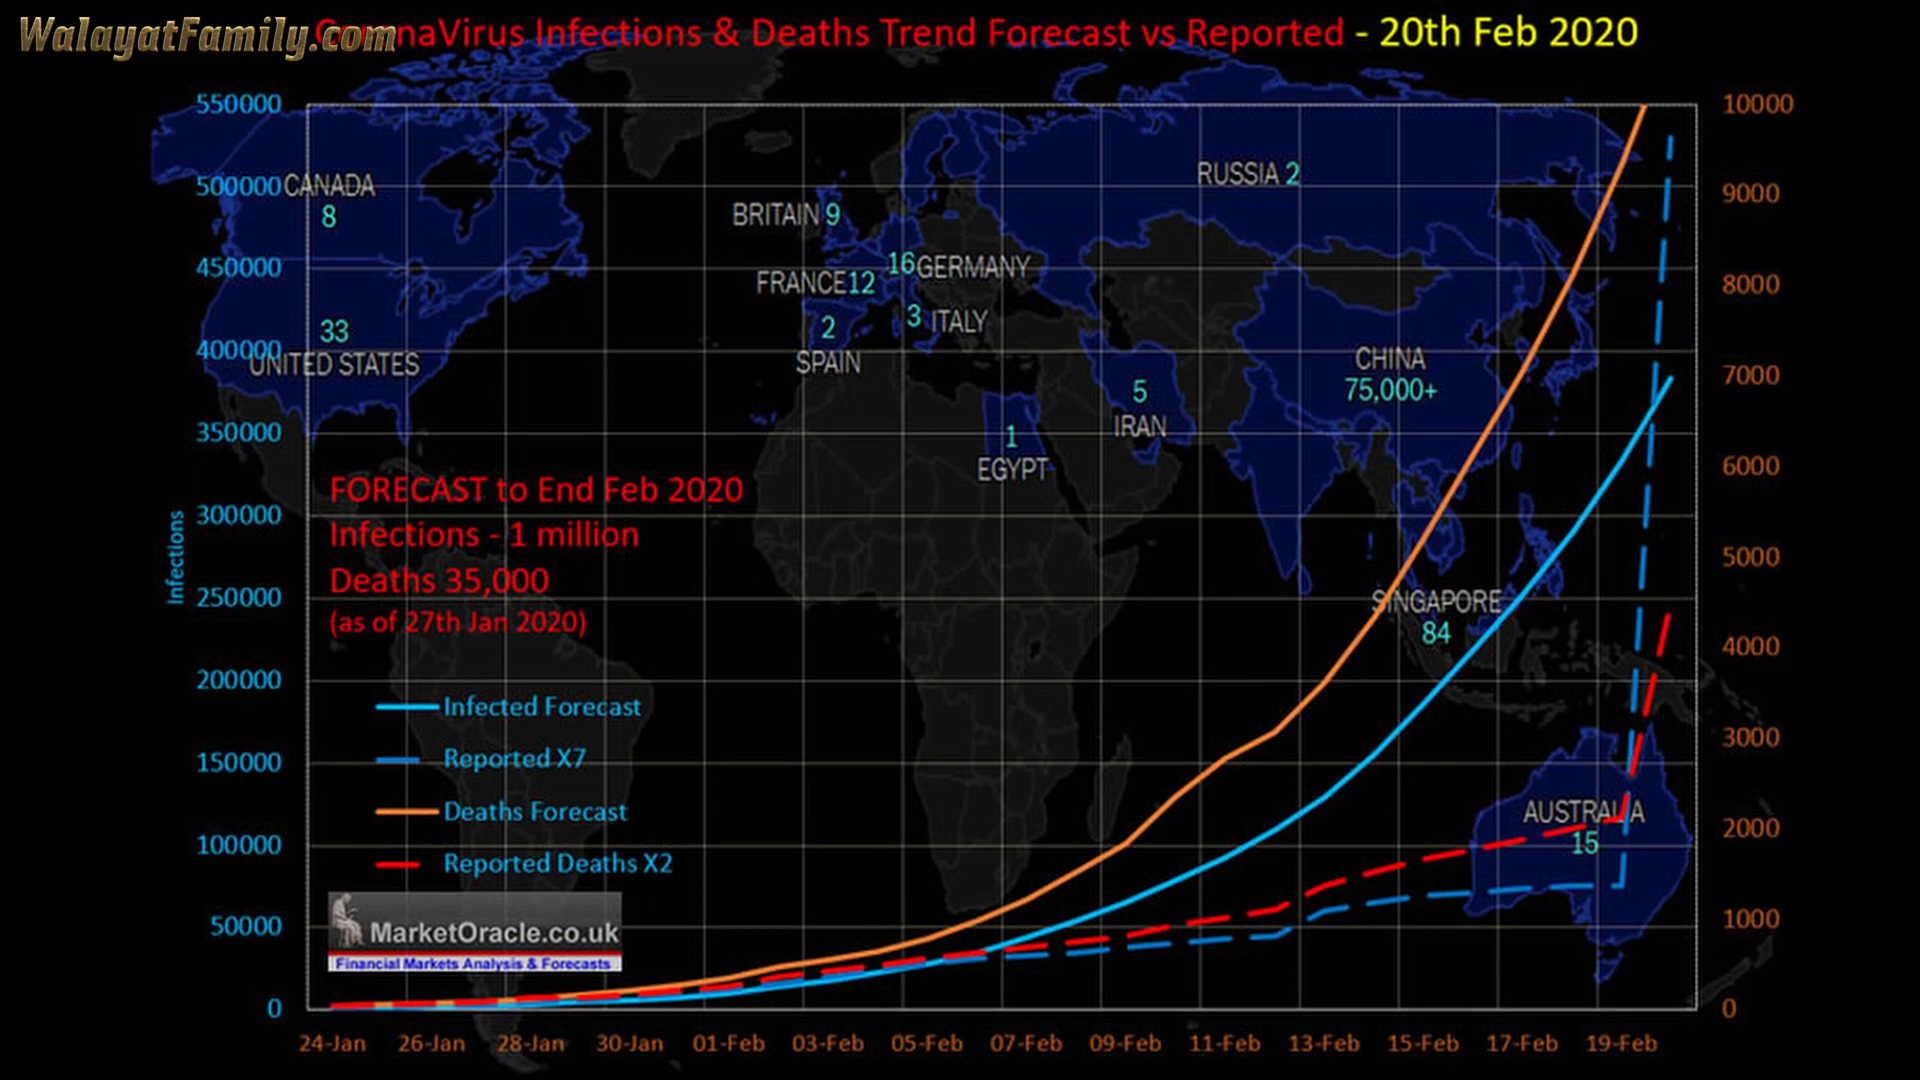 WalayatFamily.com
naVirus Infections & Deaths Trend Forecast vs Reported - 20th Feb 2020
550000
500000
450000
400000
350000
300000
250000
200000
150000
100000
50000
0
Infections
10000
9000
8000
7000
6000
5000
4000
3000
2000
1000
0
CANADA
8
33
UNITED STATES
BRITAIN 9
FRANCE 12
16 GERMANY
3 ITALY
2
SPAIN
RUSSIA 2
CHINA
75,000+
5
IRAN
1
EGYPT
SINGAPORE
84
AUSTRALIA
15
FORECAST to End Feb 2020
Infections - 1 million
Deaths 35,000
(as of 27th Jan 2020)
Infected Forecast
Reported X7
Deaths Forecast
Reported Deaths X2
MarketOracle.co.uk
Financial Markets Analysis & Forecasts
24-Jan 26-Jan 28-Jan 30-Jan 01-Feb 03-Feb 05-Feb 07-Feb 09-Feb 11-Feb 13-Feb 15-Feb 17-Feb 19-Feb